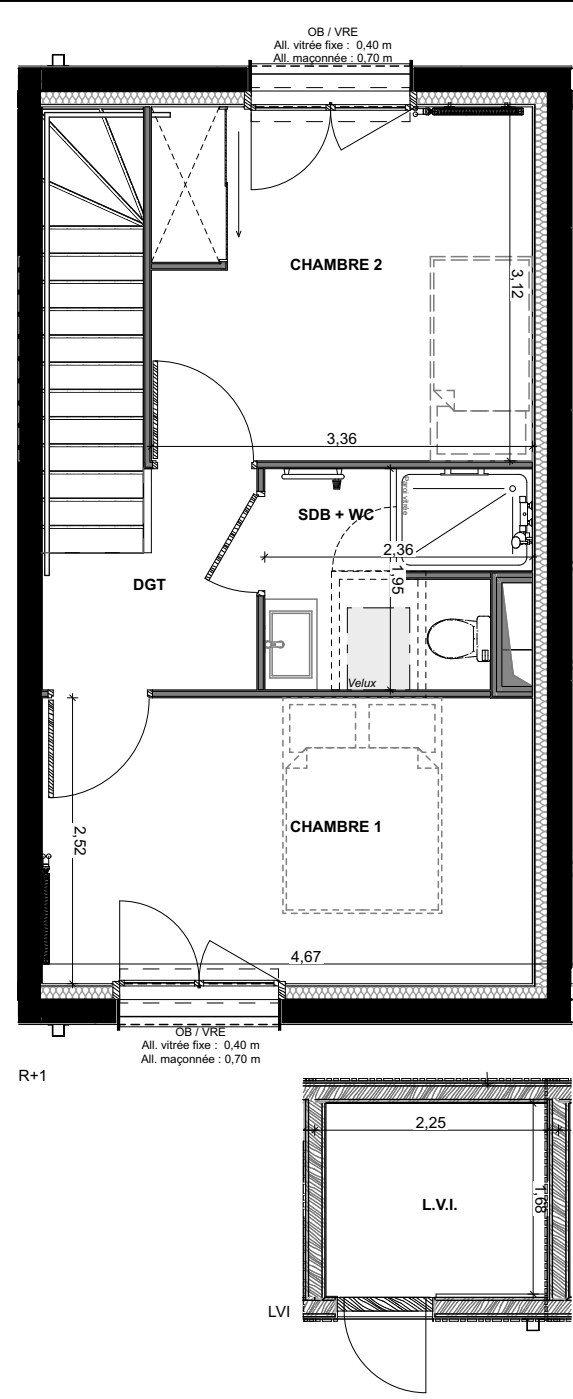 OB / VRE
All. vitrée fixe : 0,40 m
All. maçonnée : 0,70 m
CHAMBRE 2
3,12
3,36
Paroi vitrée
SDB + WC
2,36
1,95
DGT
Velux
CHAMBRE 1
2,52
4,67
OB / VRE
All. vitrée fixe : 0,40 m
All. maçonnée : 0,70 m
R+1
2,25
1,68
L.V.I.
LVI